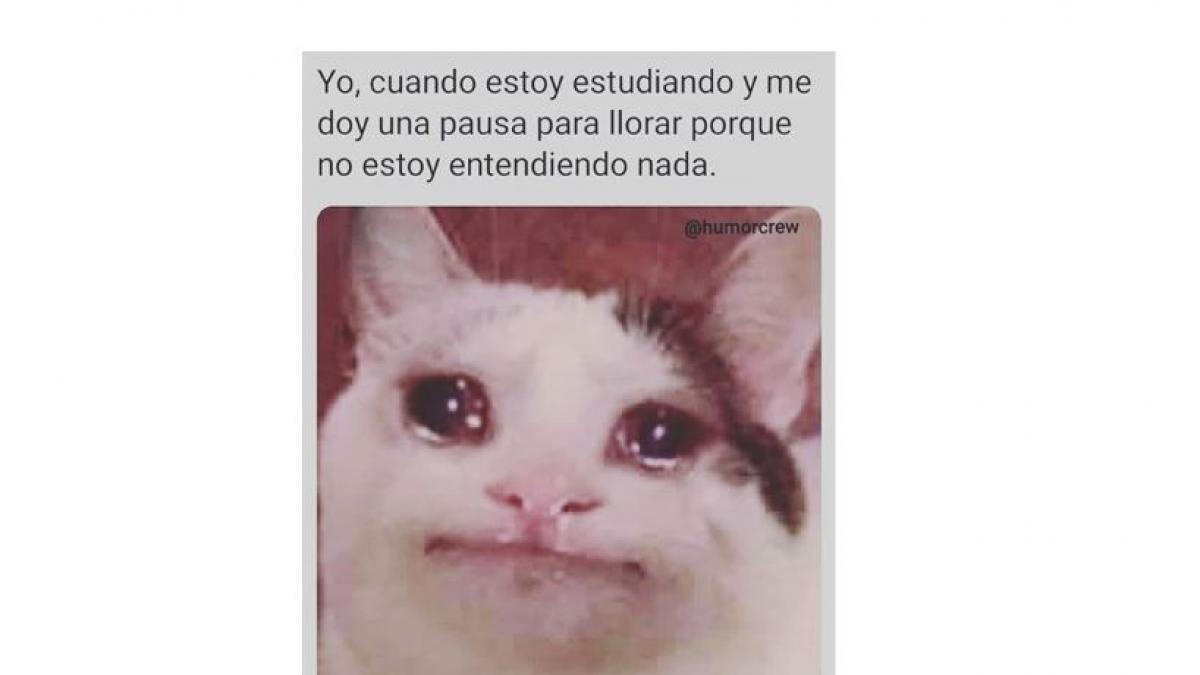 Yo, cuando estoy estudiando y me
doy una pausa para llorar porque
no estoy entendiendo nada.
@humorcrew